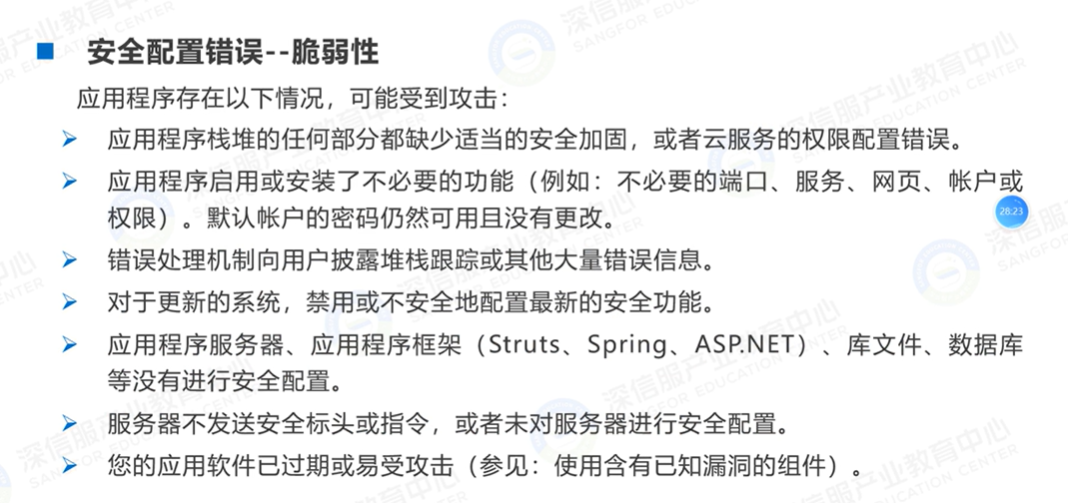 安全配置错误--脆弱性
应用程序存在以下情况，可能受到攻击：
应用程序栈堆的任何部分都缺少适当的安全加固，或者云服务的权限配置错误。
应用程序启用或安装了不必要的功能（例如：不必要的端口、服务、网页、帐户或
权限）。默认帐户的密码仍然可用且没有更改。
28:23
错误处理机制向用户披露堆栈跟踪或其他大量错误信息。
对于更新的系统，禁用或不安全地配置最新的安全功能。
应用程序服务器、应用程序框架（Struts、Spring、ASP.NET）、库文件、数据库
等没有进行安全配置。
服务器不发送安全标头或指令，或者未对服务器进行安全配置。
您的应用软件已过期或易受攻击（参见：使用含有已知漏洞的组件）。
深信服产业教育中心
SANGFOR EDUCATION CENTER